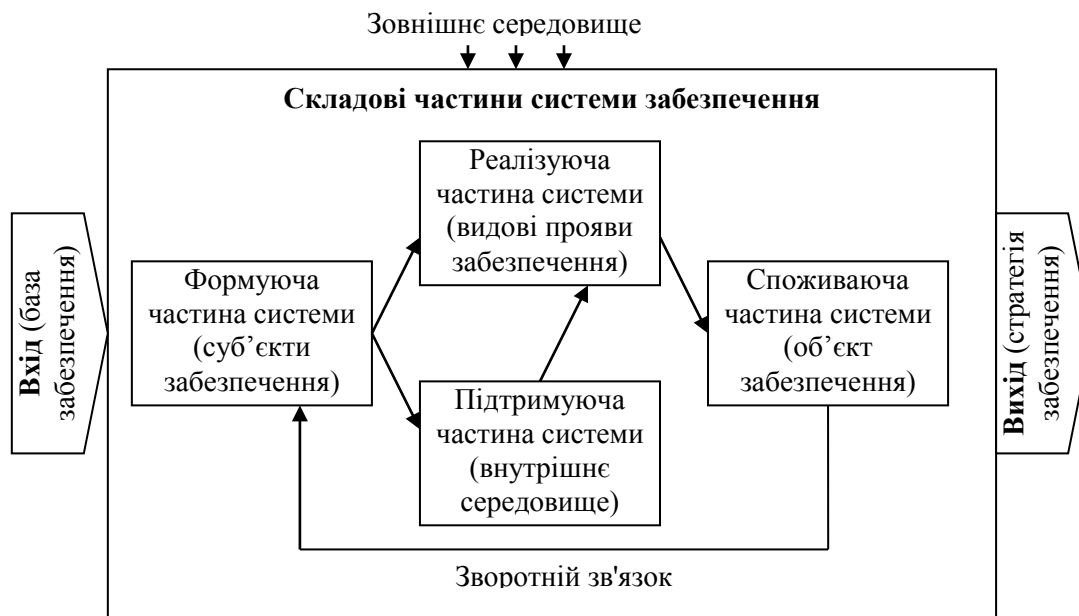 Зовнішнє середовище
Складові частини системи забезпечення
Вхід (база
забезпечення)
Формуюча
частина системи
(суб’єкти
забезпечення)
Реалізуюча
частина системи
(видові прояви
забезпечення)
Підтримуюча
частина системи
(внутрішнє
середовище)
Споживаюча
частина системи
(об’єкт
забезпечення)
Вихід (стратегія
забезпечення)
Зворотній зв'язок